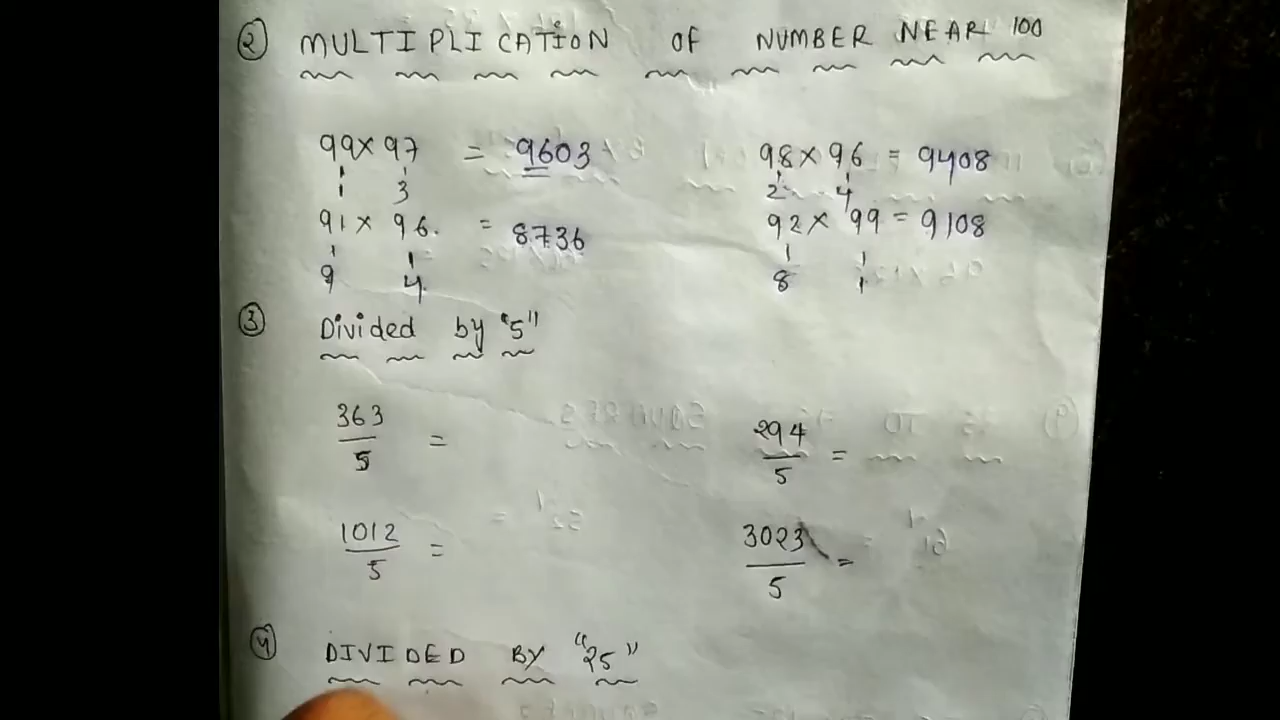 ② MULTIPLICATION OF NUMBER NEAR 100
99 x 97 = 9603 98 x 96 = 9408
1 3 2 4
91 x 96. = 8736 92 x 99 = 9108
9 4 8 1
③ Divided by "5"
363/5 = 294/5 =
1012/5 = 3023/5 =
④ DIVIDED BY "25"